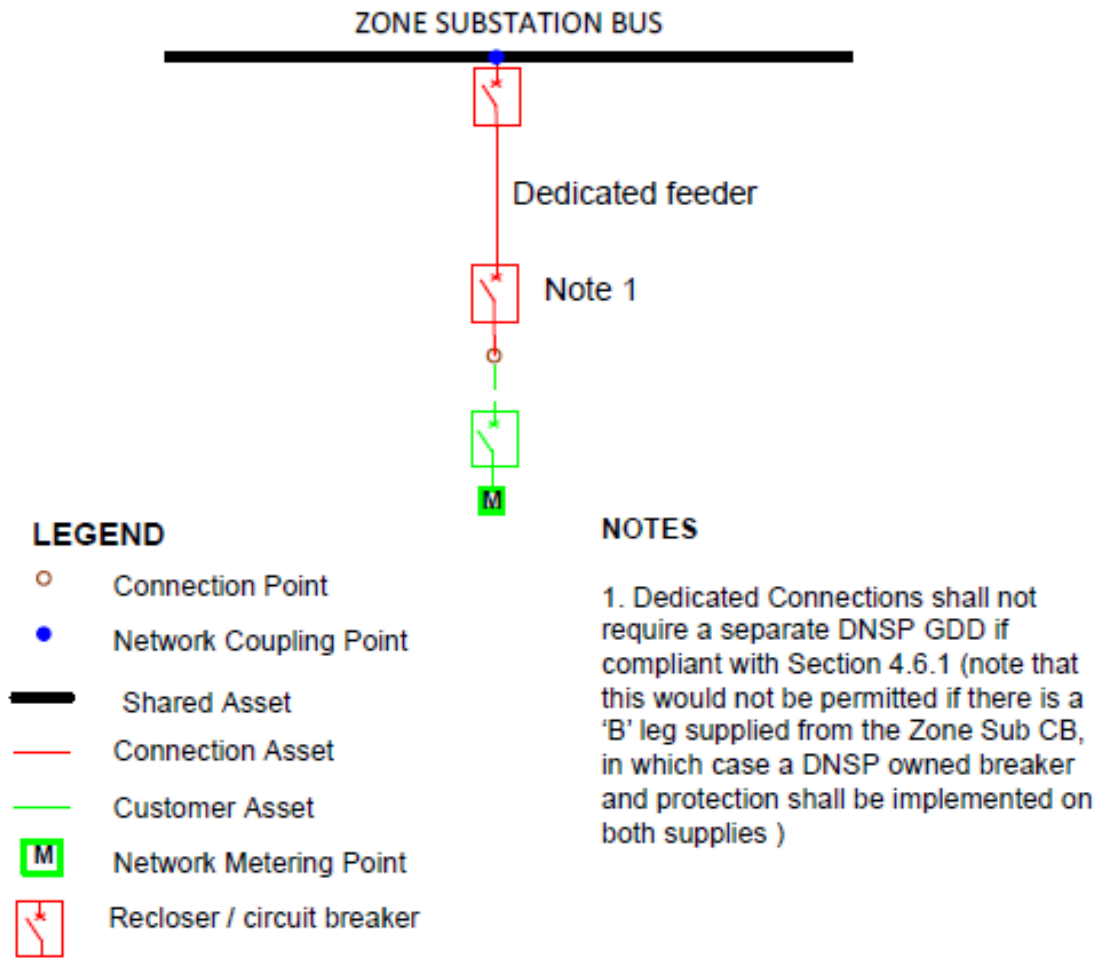 ZONE SUBSTATION BUS
Dedicated feeder
Note 1
M
LEGEND
Connection Point
Network Coupling Point
Shared Asset
Connection Asset
Customer Asset
M
Network Metering Point
Recloser / circuit breaker
NOTES
1. Dedicated Connections shall not
require a separate DNSP GDD if
compliant with Section 4.6.1 (note that
this would not be permitted if there is a
‘B’ leg supplied from the Zone Sub CB,
in which case a DNSP owned breaker
and protection shall be implemented on
both supplies )